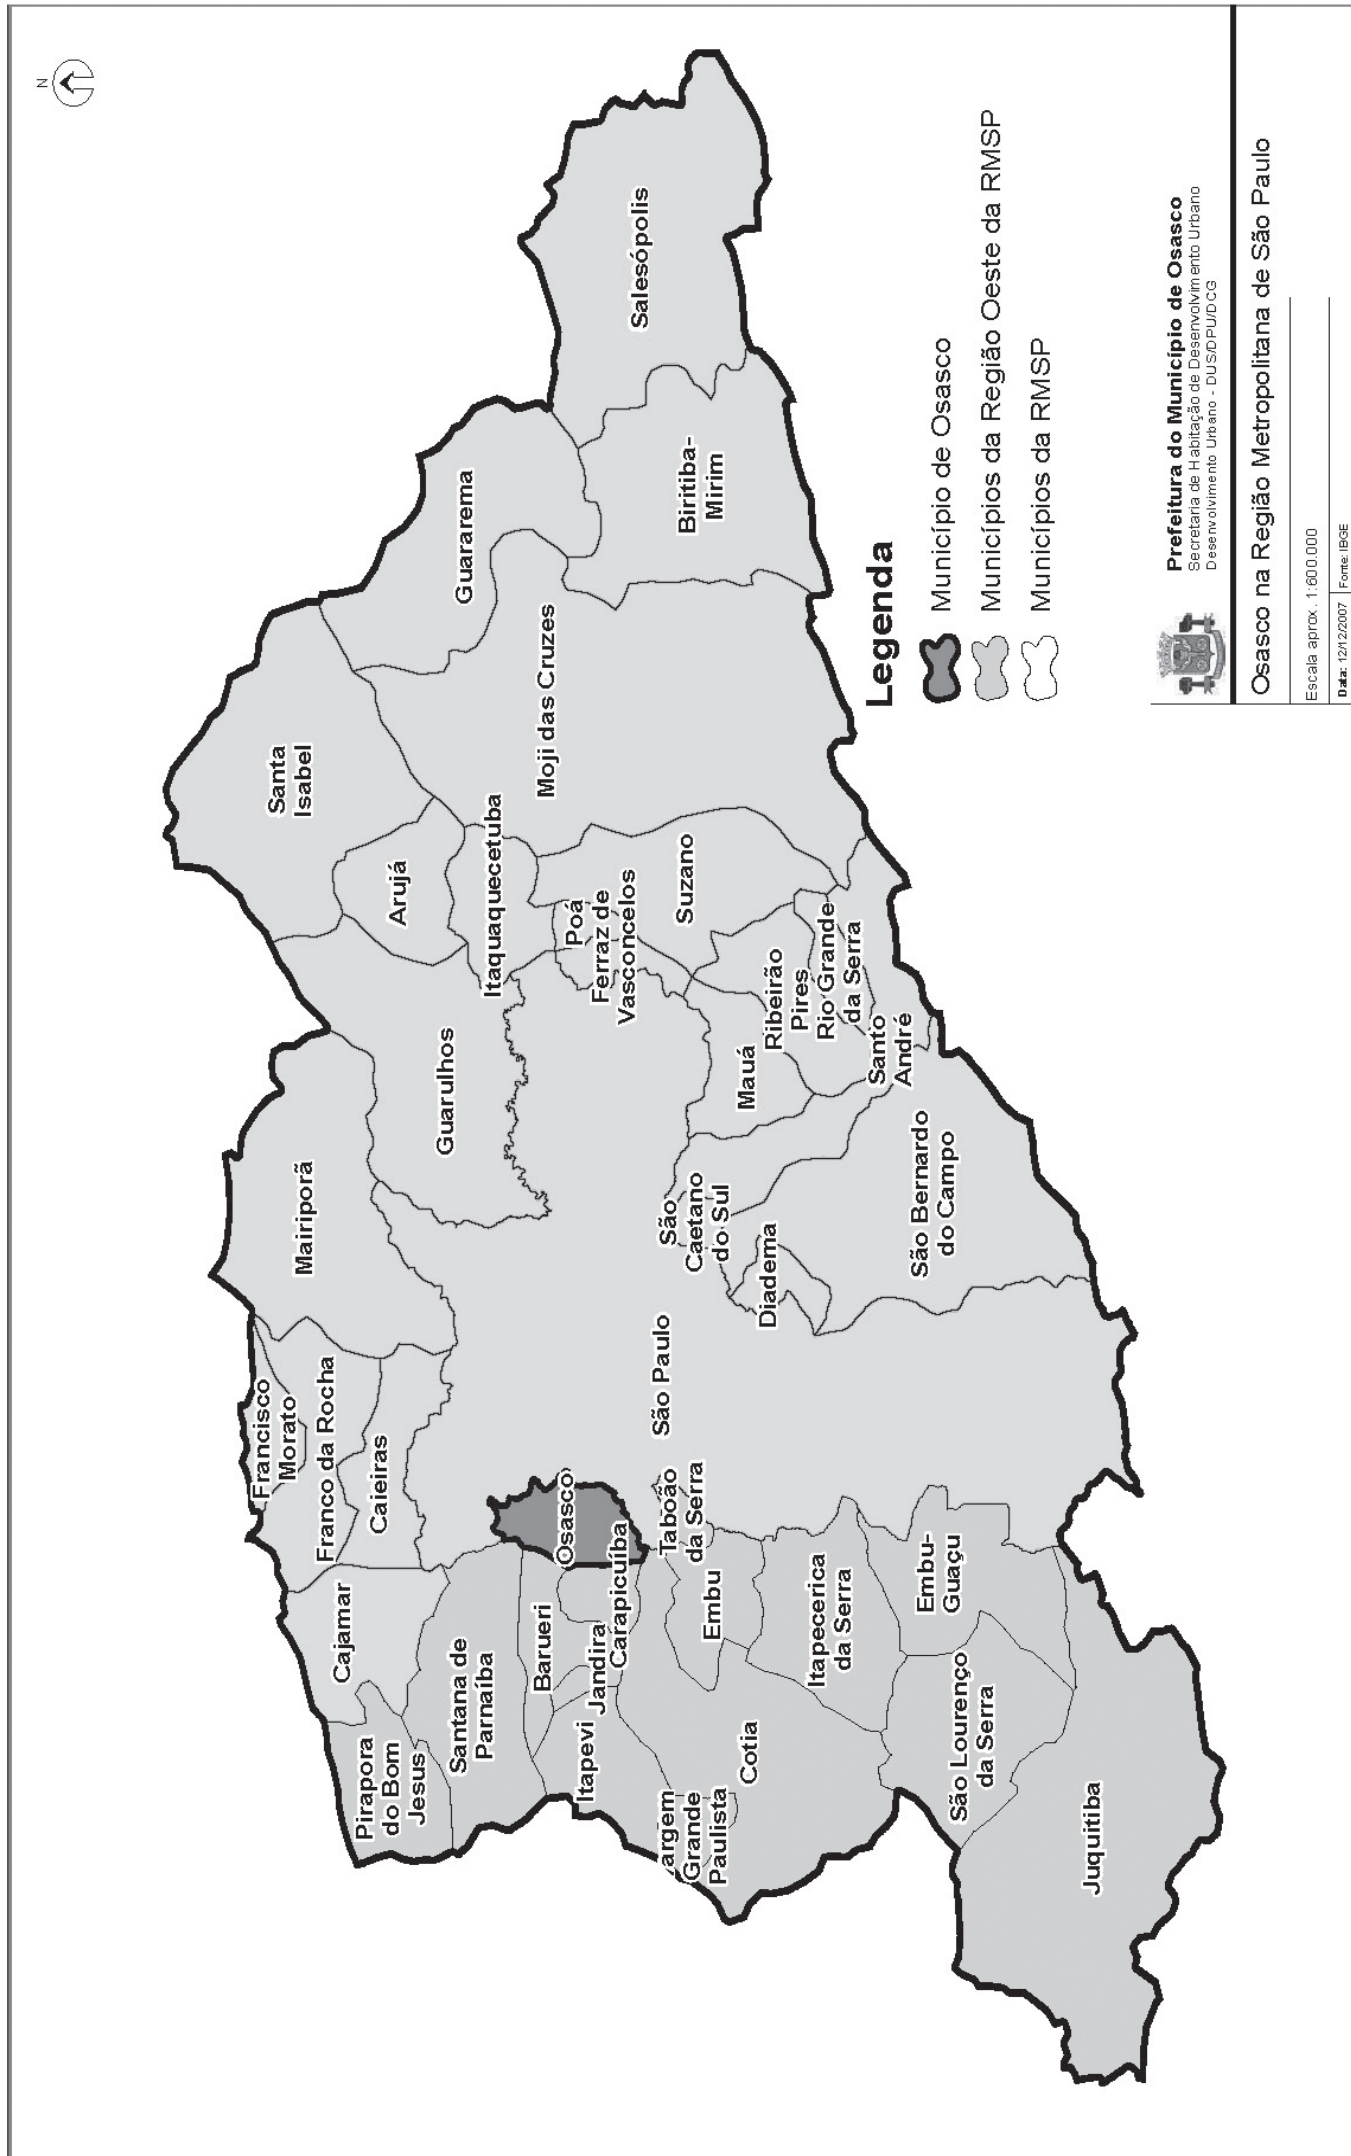 N
Salesópolis
Guararema
Biritiba-
Mirim
Santa
Isabel
Moji das Cruzes
Arujá
Itaquaquecetuba
Poá
Ferraz de
Vasconcelos
Suzano
Guarulhos
Mauá
Ribeirão
Pires
Rio Grande
da Serra
Santo
André
Mairiporã
São
Caetano
do Sul
Diadema
São Bernardo
do Campo
Francisco
Morato
Franco da Rocha
Caieiras
São Paulo
Osasco
Taboão
da Serra
Cajamar
Pirapora
do Bom
Jesus
Santana de
Parnaíba
Barueri
Carapicuíba
Jandira
Itapevi
Embu
Cotia
argem
Grande
Paulista
Itapecerica
da Serra
Embu-
Guaçu
São Lourenço
da Serra
Juquitiba
Legenda
Município de Osasco
Municípios da Região Oeste da RMSP
Municípios da RMSP
Prefeitura do Município de Osasco
Secretaria de Habitação de Desenvolvimento Urbano
Desenvolvimento Urbano - DUS/DPU/DCG
Osasco na Região Metropolitana de São Paulo
Escala aprox. 1:600.000
Data: 12/12/2007 Fonte: IBGE